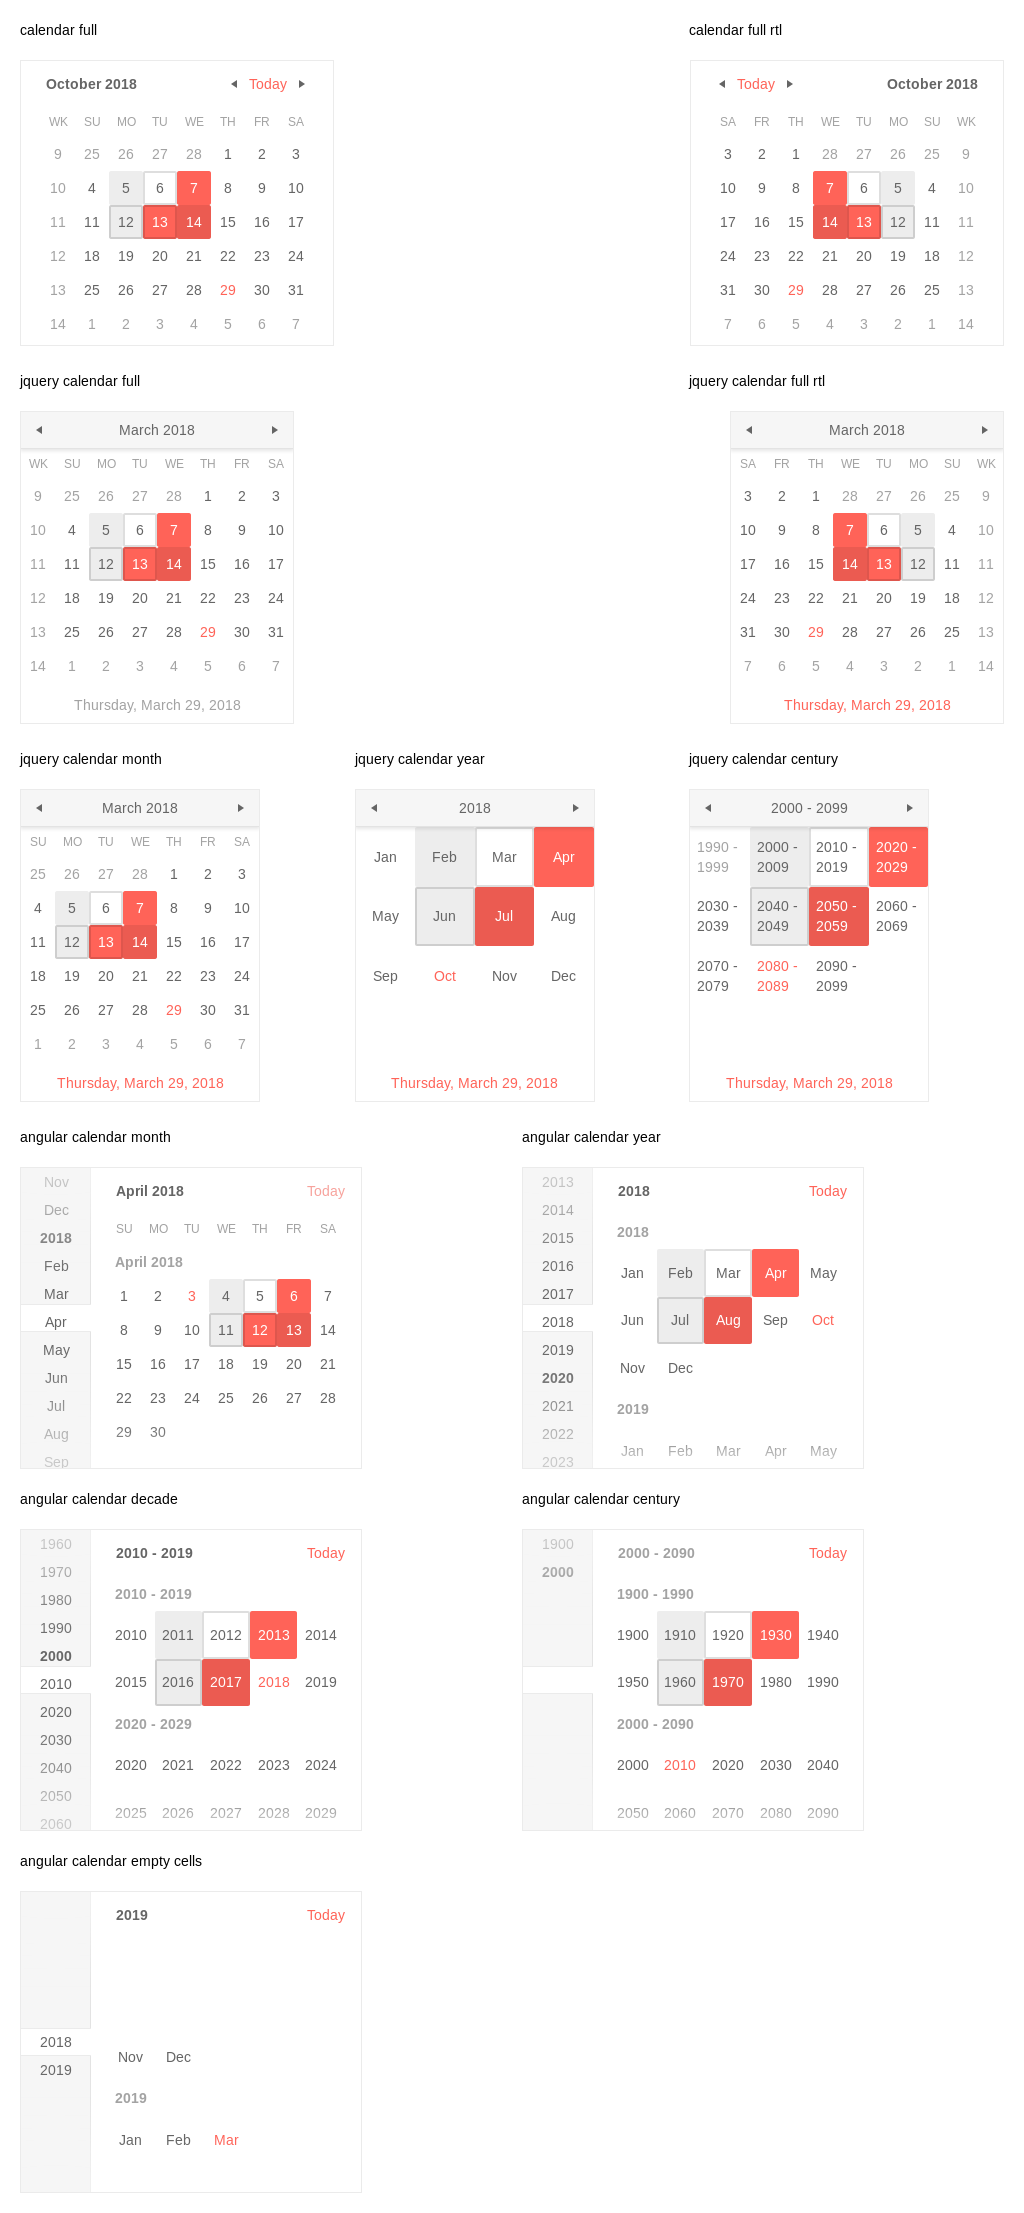 calendar full
calendar full rtl
October 2018 Today
Today October 2018
WK SU MO TU WE TH FR SA
SA FR TH WE TU MO SU WK
9 25 26 27 28 1 2 3
3 2 1 28 27 26 25 9
10 4 5 6 7 8 9 10
10 9 8 7 6 5 4 10
11 11 12 13 14 15 16 17
17 16 15 14 13 12 11 11
12 18 19 20 21 22 23 24
24 23 22 21 20 19 18 12
13 25 26 27 28 29 30 31
31 30 29 28 27 26 25 13
14 1 2 3 4 5 6 7
7 6 5 4 3 2 1 14
jquery calendar full
jquery calendar full rtl
March 2018
March 2018
WK SU MO TU WE TH FR SA
SA FR TH WE TU MO SU WK
9 25 26 27 28 1 2 3
3 2 1 28 27 26 25 9
10 4 5 6 7 8 9 10
10 9 8 7 6 5 4 10
11 11 12 13 14 15 16 17
17 16 15 14 13 12 11 11
12 18 19 20 21 22 23 24
24 23 22 21 20 19 18 12
13 25 26 27 28 29 30 31
31 30 29 28 27 26 25 13
14 1 2 3 4 5 6 7
7 6 5 4 3 2 1 14
Thursday, March 29, 2018
Thursday, March 29, 2018
jquery calendar month
March 2018
SU MO TU WE TH FR SA
25 26 27 28 1 2 3
4 5 6 7 8 9 10
11 12 13 14 15 16 17
18 19 20 21 22 23 24
25 26 27 28 29 30 31
1 2 3 4 5 6 7
Thursday, March 29, 2018
jquery calendar year
2018
Jan Feb Mar Apr
May Jun Jul Aug
Sep Oct Nov Dec
Thursday, March 29, 2018
jquery calendar century
2000 - 2099
1990 - 2000 - 2010 - 2020 -
1999 2009 2019 2029
2030 - 2040 - 2050 - 2060 -
2039 2049 2059 2069
2070 - 2080 - 2090 -
2079 2089 2099
Thursday, March 29, 2018
angular calendar month
Nov
Dec
2018
Feb
Mar
Apr
May
Jun
Jul
Aug
Sep
April 2018 Today
SU MO TU WE TH FR SA
April 2018
1 2 3 4 5 6 7
8 9 10 11 12 13 14
15 16 17 18 19 20 21
22 23 24 25 26 27 28
29 30
angular calendar year
2013
2014
2015
2016
2017
2018
2019
2020
2021
2022
2023
2018 Today
2018
Jan Feb Mar Apr May
Jun Jul Aug Sep Oct
Nov Dec
2019
Jan Feb Mar Apr May
angular calendar decade
1960
1970
1980
1990
2000
2010
2020
2030
2040
2050
2060
2010 - 2019 Today
2010 - 2019
2010 2011 2012 2013 2014
2015 2016 2017 2018 2019
2020 - 2029
2020 2021 2022 2023 2024
2025 2026 2027 2028 2029
angular calendar century
1900
2000
2000 - 2090 Today
1900 - 1990
1900 1910 1920 1930 1940
1950 1960 1970 1980 1990
2000 - 2090
2000 2010 2020 2030 2040
2050 2060 2070 2080 2090
angular calendar empty cells
2018
2019
2019 Today
Nov Dec
2019
Jan Feb Mar